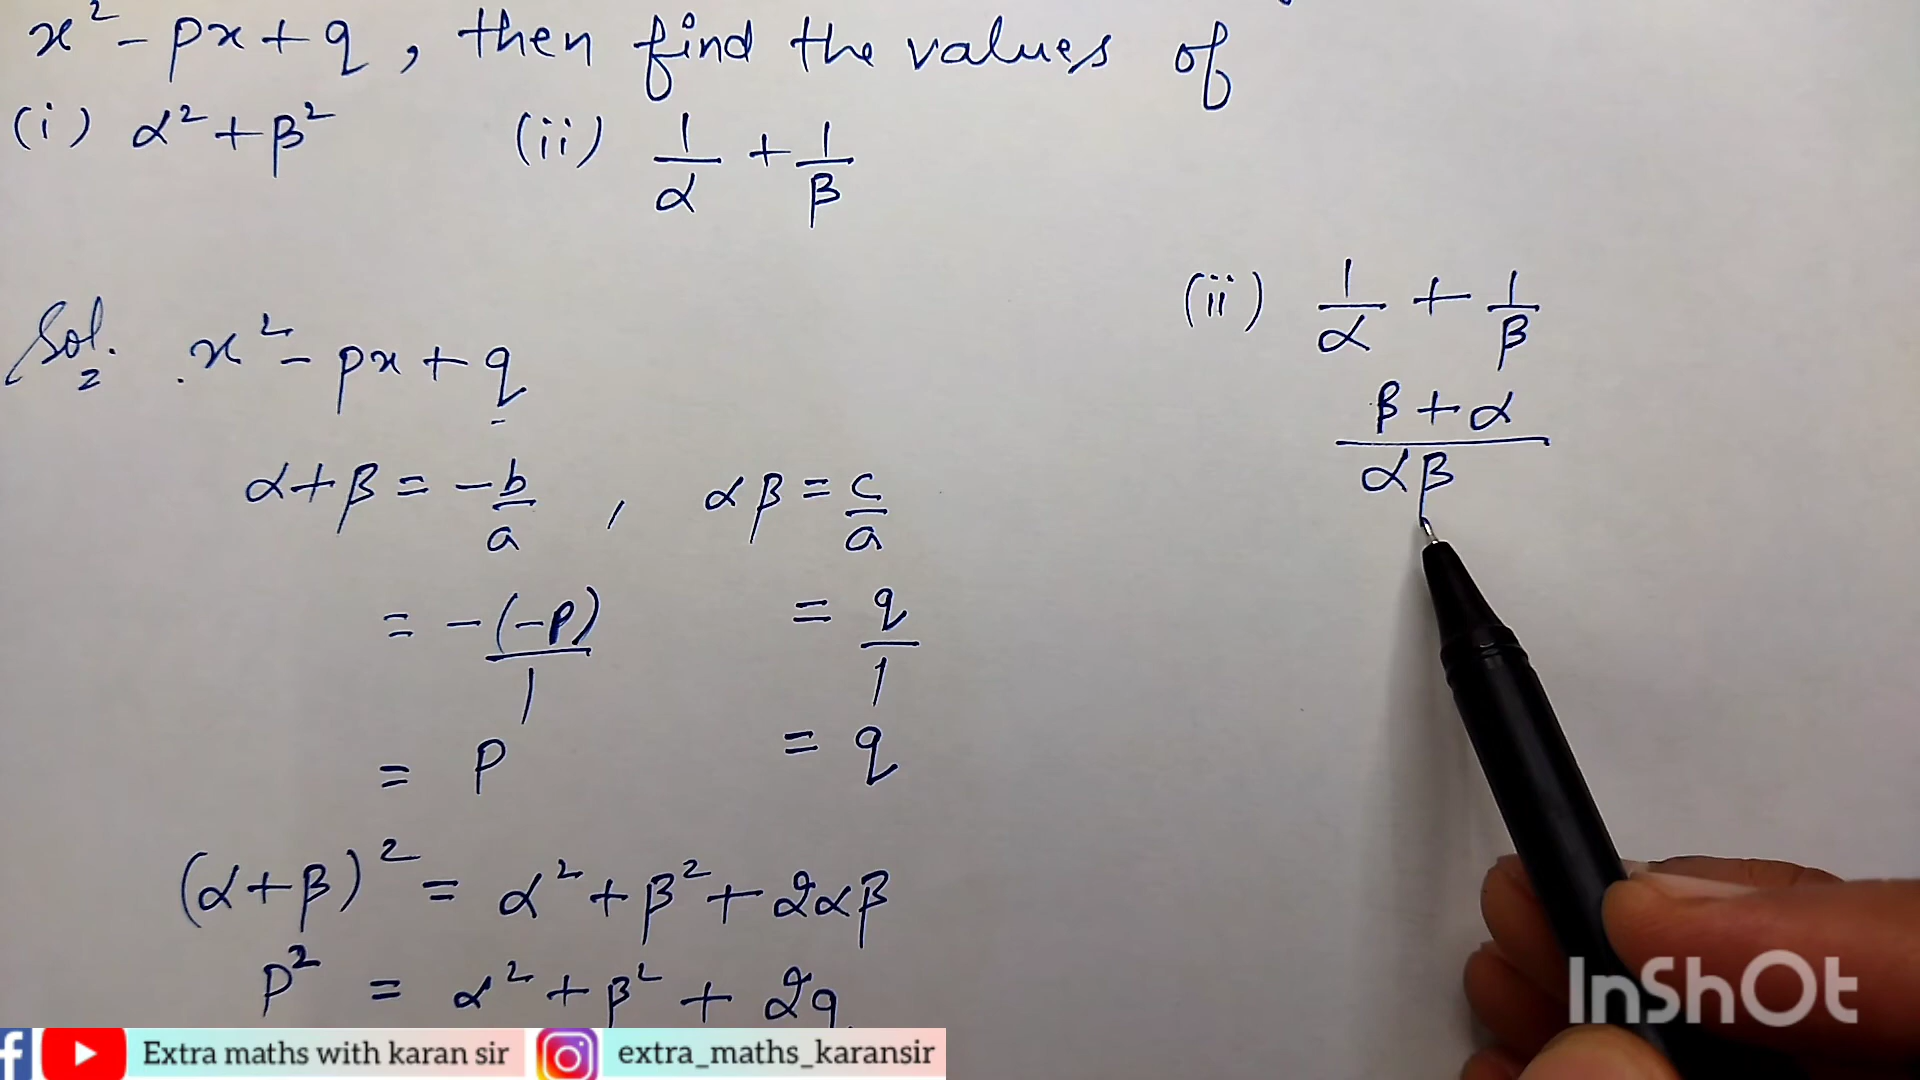 x² - px + q, then find the values of
(i) α² + β² (ii) 1/α + 1/β
Sol. x² - px + q
α + β = -b/a , αβ = c/a
= -(-p)/1 = q/1
= p = q
(α + β)² = α² + β² + 2αβ
p² = α² + β² + 2q
(ii) 1/α + 1/β
β + α
αβ
InShOt
Extra maths with karan sir extra_maths_karansir